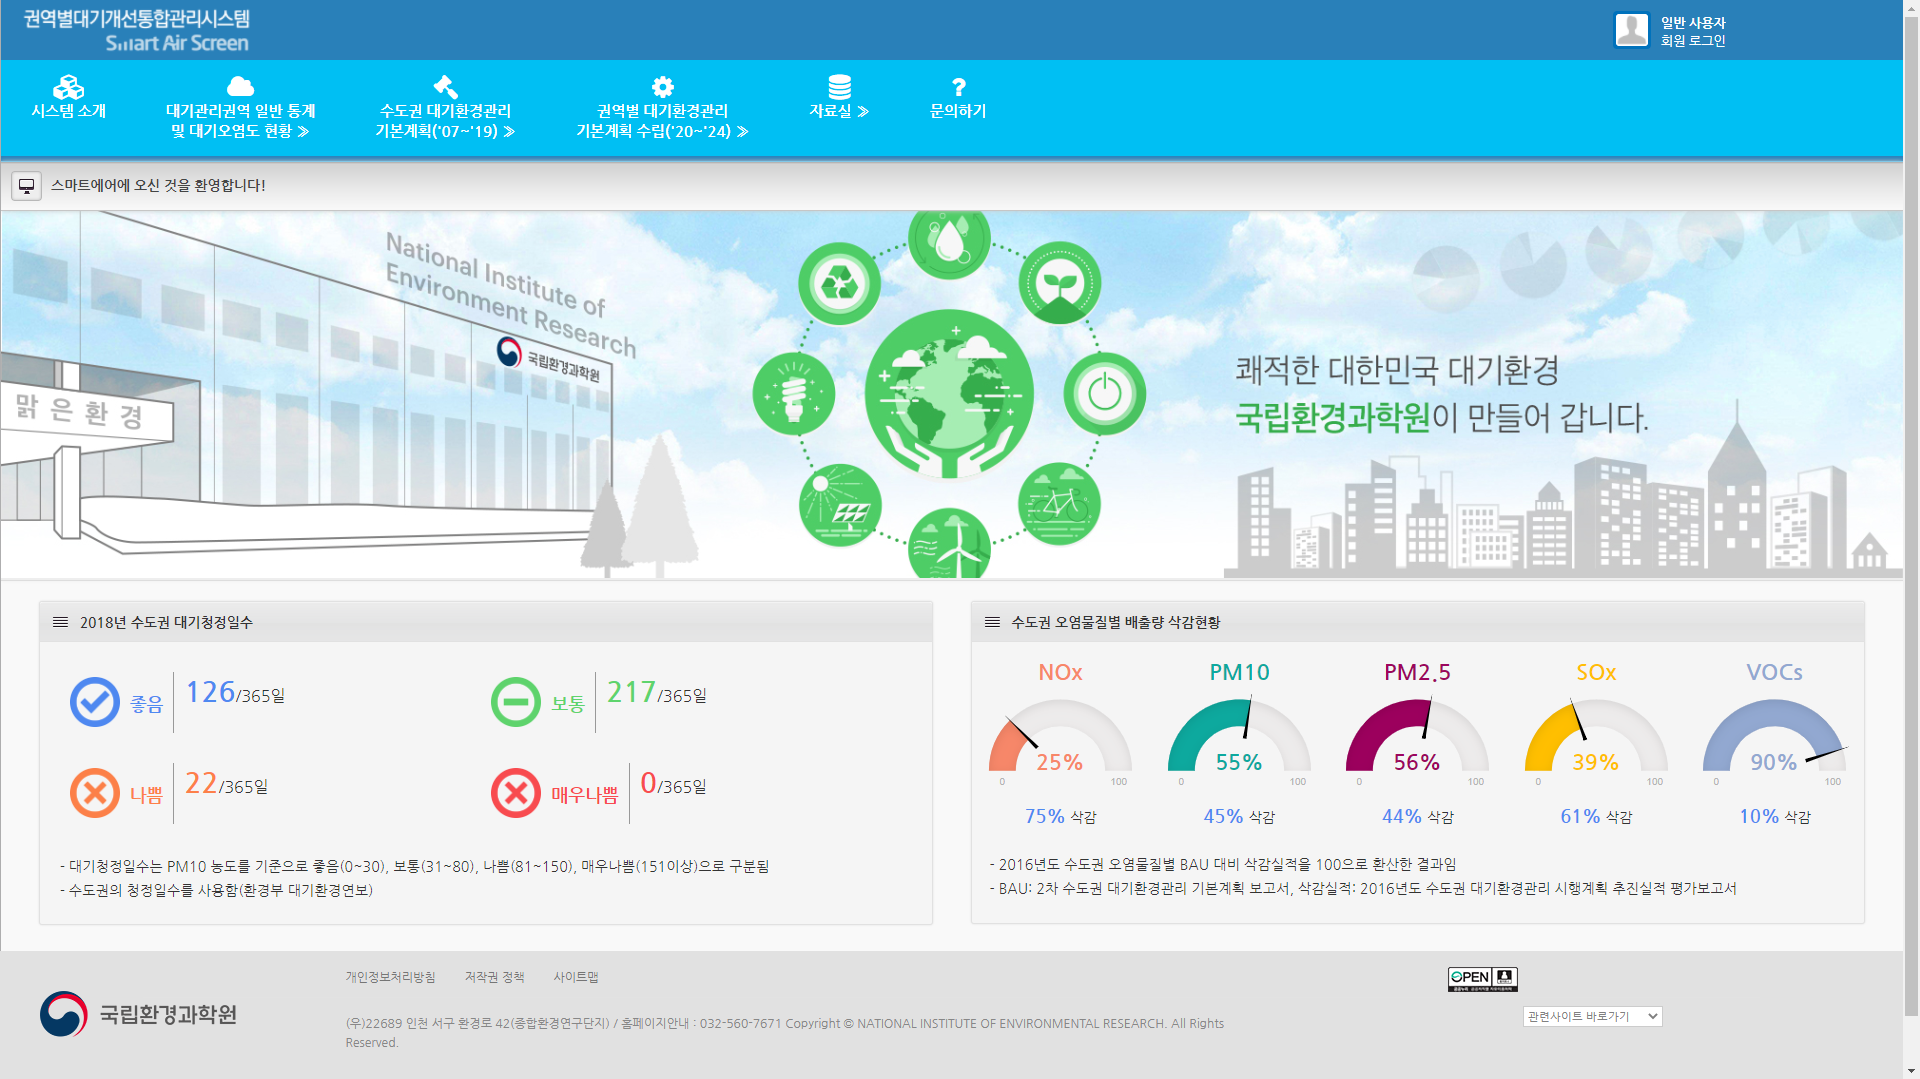 권역별대기개선통합관리시스템
Smart Air Screen
일반 사용자
회원 로그인
시스템 소개
대기관리권역 일반 통계
및 대기오염도 현황 ≫
수도권 대기환경관리
기본계획('07~'19) ≫
권역별 대기환경관리
기본계획 수립('20~'24) ≫
자료실 ≫
문의하기
스마트에어에 오신 것을 환영합니다!
National Institute of
Environment Research
국립환경과학원
맑은환경
쾌적한 대한민국 대기환경
국립환경과학원이 만들어 갑니다.
2018년 수도권 대기청정일수
좋음 126/365일
보통 217/365일
나쁨 22/365일
매우나쁨 0/365일
- 대기청정일수는 PM10 농도를 기준으로 좋음(0~30), 보통(31~80), 나쁨(81~150), 매우나쁨(151이상)으로 구분됨
- 수도권의 청정일수를 사용함(환경부 대기환경연보)
수도권 오염물질별 배출량 삭감현황
NOx PM10 PM2.5 SOx VOCs
25% 55% 56% 39% 90%
0 100 0 100 0 100 0 100 0 100
75% 삭감 45% 삭감 44% 삭감 61% 삭감 10% 삭감
- 2016년도 수도권 오염물질별 BAU 대비 삭감실적을 100으로 환산한 결과임
- BAU: 2차 수도권 대기환경관리 기본계획 보고서, 삭감실적: 2016년도 수도권 대기환경관리 시행계획 추진실적 평가보고서
개인정보처리방침 저작권 정책 사이트맵
OPEN
국립환경과학원
(우)22689 인천 서구 환경로 42(종합환경연구단지) / 홈페이지안내 : 032-560-7671 Copyright © NATIONAL INSTITUTE OF ENVIRONMENTAL RESEARCH. All Rights
Reserved.
관련사이트 바로가기